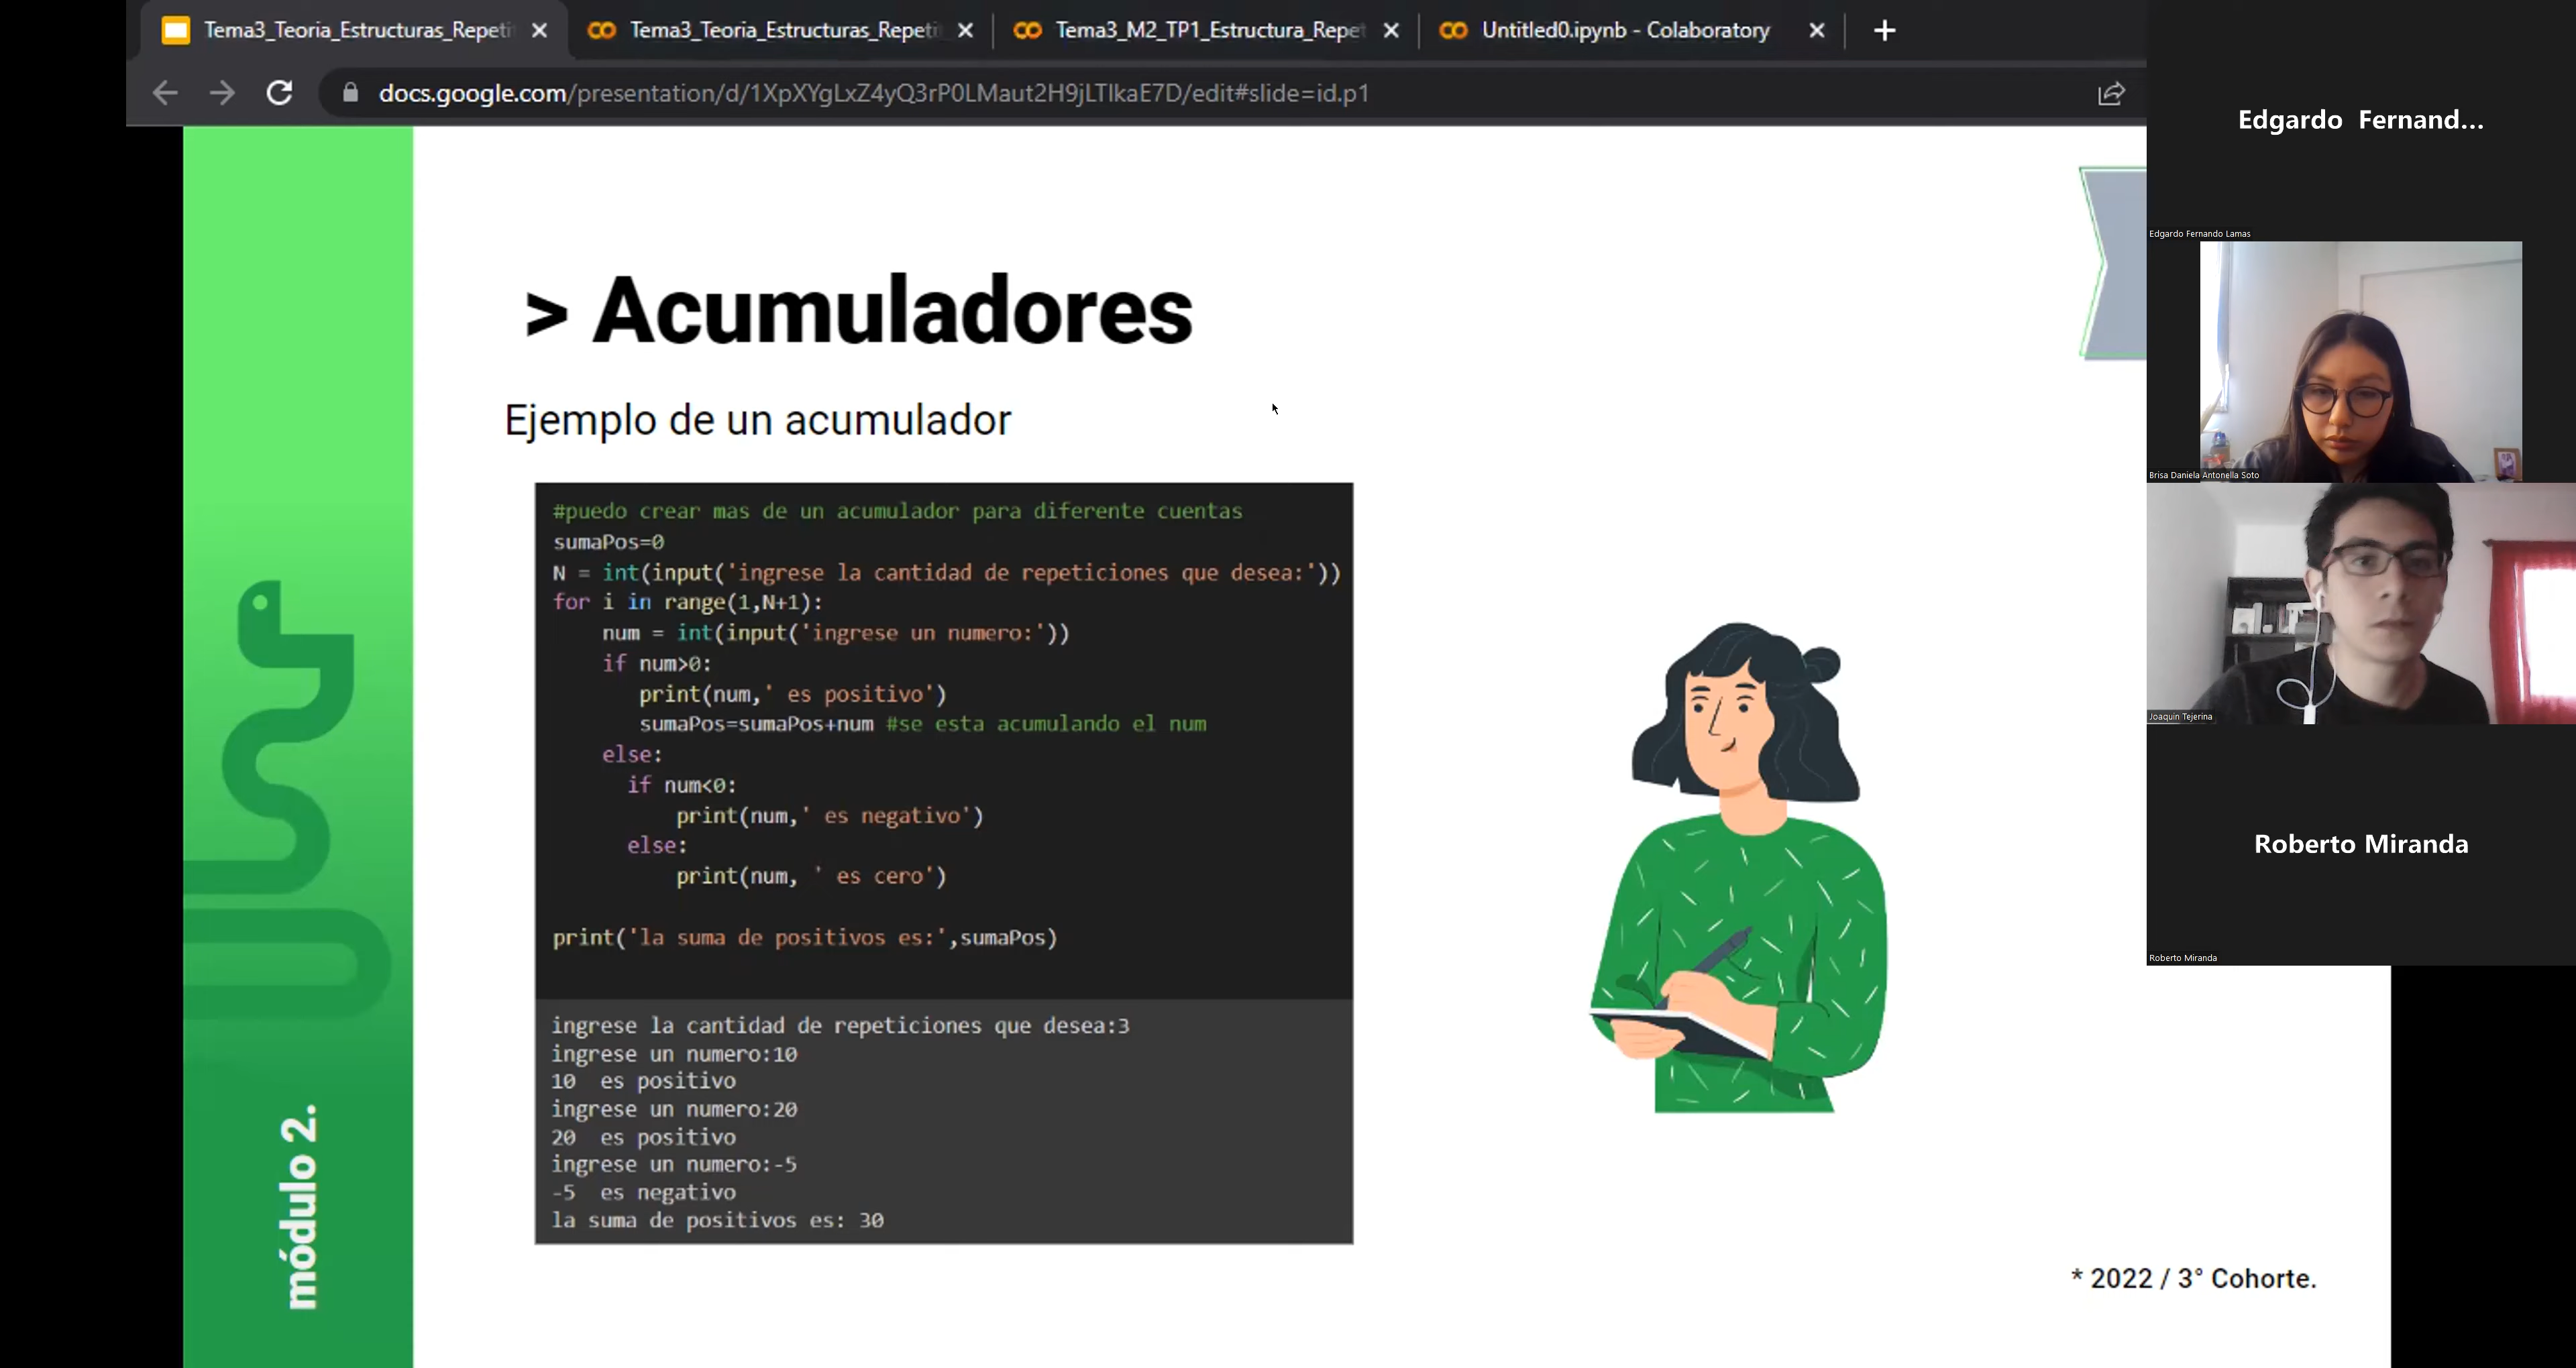 Tema3_Teoria_Estructuras_Repeti
Tema3_Teoria_Estructuras_Repeti
Tema3_M2_TP1_Estructura_Repet
Untitled0.ipynb - Colaboratory
docs.google.com/presentation/d/1XpXYgLxZ4yQ3rP0LMaut2H9jLTIkaE7D/edit#slide=id.p1
> Acumuladores
Ejemplo de un acumulador
#puedo crear mas de un acumulador para diferente cuentas
sumaPos=0
N = int(input('ingrese la cantidad de repeticiones que desea:'))
for i in range(1,N+1):
num = int(input('ingrese un numero:'))
if num>0:
print(num,' es positivo')
sumaPos=sumaPos+num #se esta acumulando el num
else:
if num<0:
print(num,' es negativo')
else:
print(num, ' es cero')
print('la suma de positivos es:',sumaPos)
ingrese la cantidad de repeticiones que desea:3
ingrese un numero:10
10  es positivo
ingrese un numero:20
20  es positivo
ingrese un numero:-5
-5  es negativo
la suma de positivos es: 30
módulo 2.
* 2022 / 3° Cohorte.
Edgardo Fernand...
Edgardo Fernando Lamas
Brisa Daniela Antonella Soto
Joaquin Tejerina
Roberto Miranda
Roberto Miranda